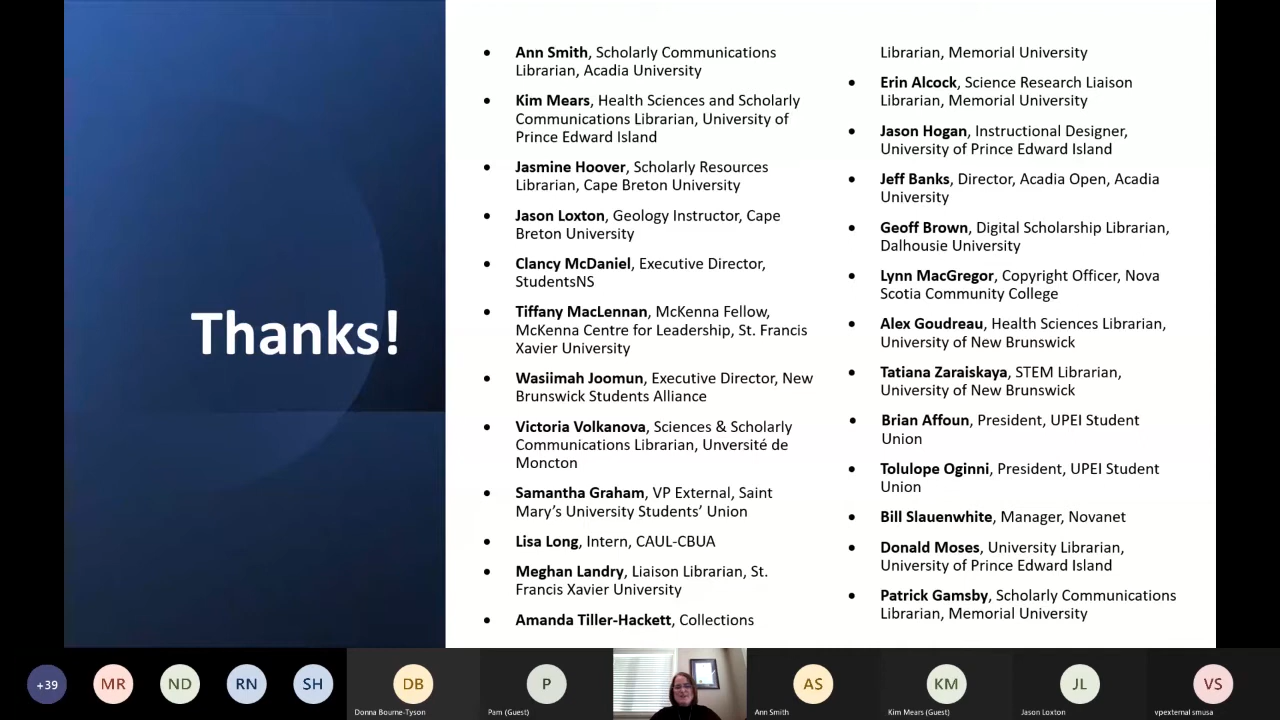 Thanks!
• Ann Smith, Scholarly Communications
Librarian, Acadia University
• Kim Mears, Health Sciences and Scholarly
Communications Librarian, University of
Prince Edward Island
• Jasmine Hoover, Scholarly Resources
Librarian, Cape Breton University
• Jason Loxton, Geology Instructor, Cape
Breton University
• Clancy McDaniel, Executive Director,
StudentsNS
• Tiffany MacLennan, McKenna Fellow,
McKenna Centre for Leadership, St. Francis
Xavier University
• Wasiimah Joomun, Executive Director, New
Brunswick Students Alliance
• Victoria Volkanova, Sciences & Scholarly
Communications Librarian, Unversité de
Moncton
• Samantha Graham, VP External, Saint
Mary’s University Students’ Union
• Lisa Long, Intern, CAUL-CBUA
• Meghan Landry, Liaison Librarian, St.
Francis Xavier University
• Amanda Tiller-Hackett, Collections
Librarian, Memorial University
• Erin Alcock, Science Research Liaison
Librarian, Memorial University
• Jason Hogan, Instructional Designer,
University of Prince Edward Island
• Jeff Banks, Director, Acadia Open, Acadia
University
• Geoff Brown, Digital Scholarship Librarian,
Dalhousie University
• Lynn MacGregor, Copyright Officer, Nova
Scotia Community College
• Alex Goudreau, Health Sciences Librarian,
University of New Brunswick
• Tatiana Zaraiskaya, STEM Librarian,
University of New Brunswick
• Brian Affoun, President, UPEI Student
Union
• Tolulope Oginni, President, UPEI Student
Union
• Bill Slauenwhite, Manager, Novanet
• Donald Moses, University Librarian,
University of Prince Edward Island
• Patrick Gamsby, Scholarly Communications
Librarian, Memorial University
+39
HR
ND
RN
SH
DB
Donna Bourne-Tyson
P
Pam (Guest)
AS
Ann Smith
KM
Kim Mears (Guest)
JL
Jason Loxton
VS
vpexternal smusa